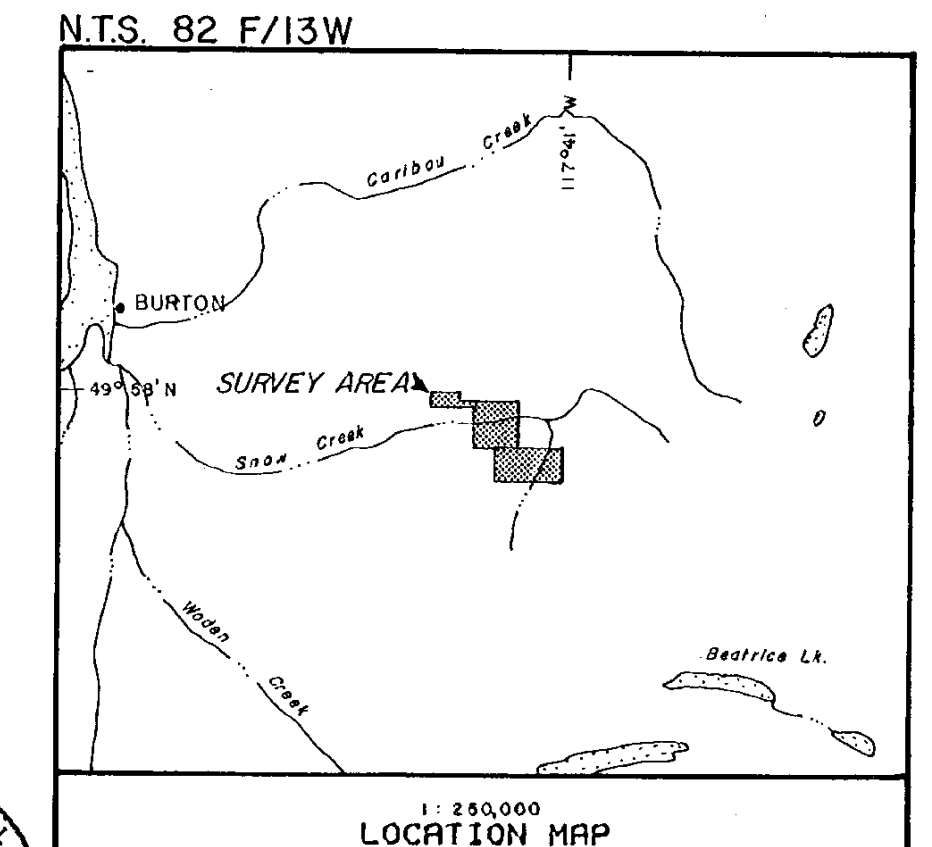 N.T.S. 82 F/13W
117°41' W
Caribou Creek
BURTON
49°58'N
SURVEY AREA
Snow Creek
Woden Creek
Beatrice Lk.
1:250,000
LOCATION MAP